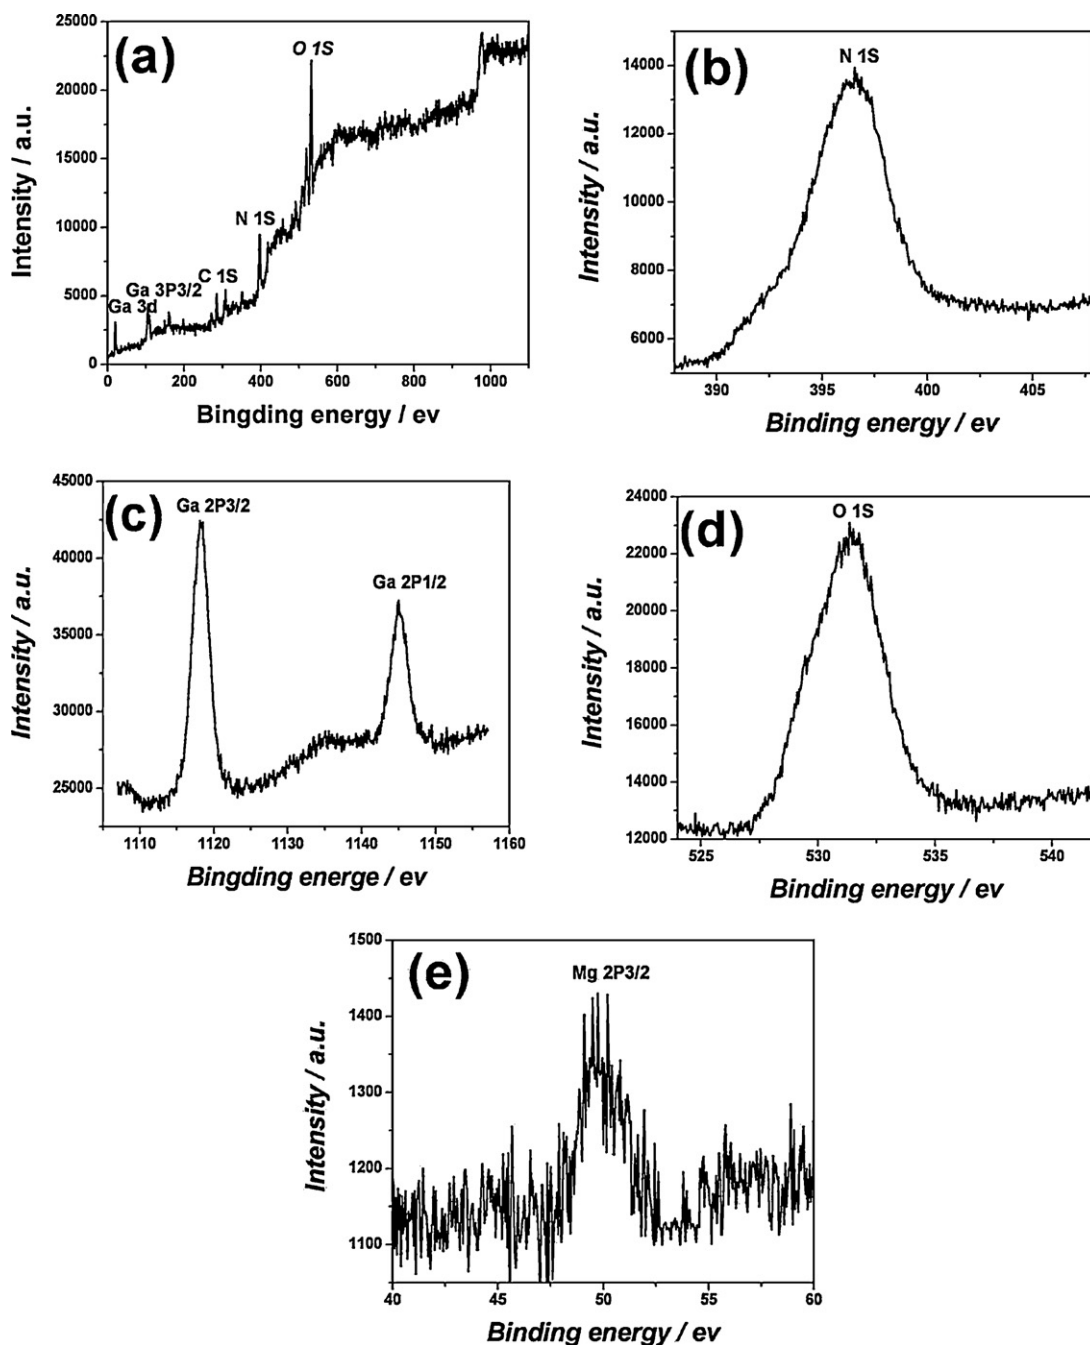 (a)
Intensity / a.u.
25000
20000
15000
10000
5000
0
O 1S
N 1S
C 1S
Ga 3P3/2
Ga 3d
0 200 400 600 800 1000
Bingding energy / ev
(b)
Intensity / a.u.
14000
12000
10000
8000
6000
N 1S
390 395 400 405
Binding energy / ev
(c)
Intensity / a.u.
45000
40000
35000
30000
25000
Ga 2P3/2
Ga 2P1/2
1110 1120 1130 1140 1150 1160
Bingding energe / ev
(d)
Intensity / a.u.
24000
22000
20000
18000
16000
14000
12000
O 1S
525 530 535 540
Binding energy / ev
(e)
Intensity / a.u.
1500
1400
1300
1200
1100
Mg 2P3/2
40 45 50 55 60
Binding energy / ev